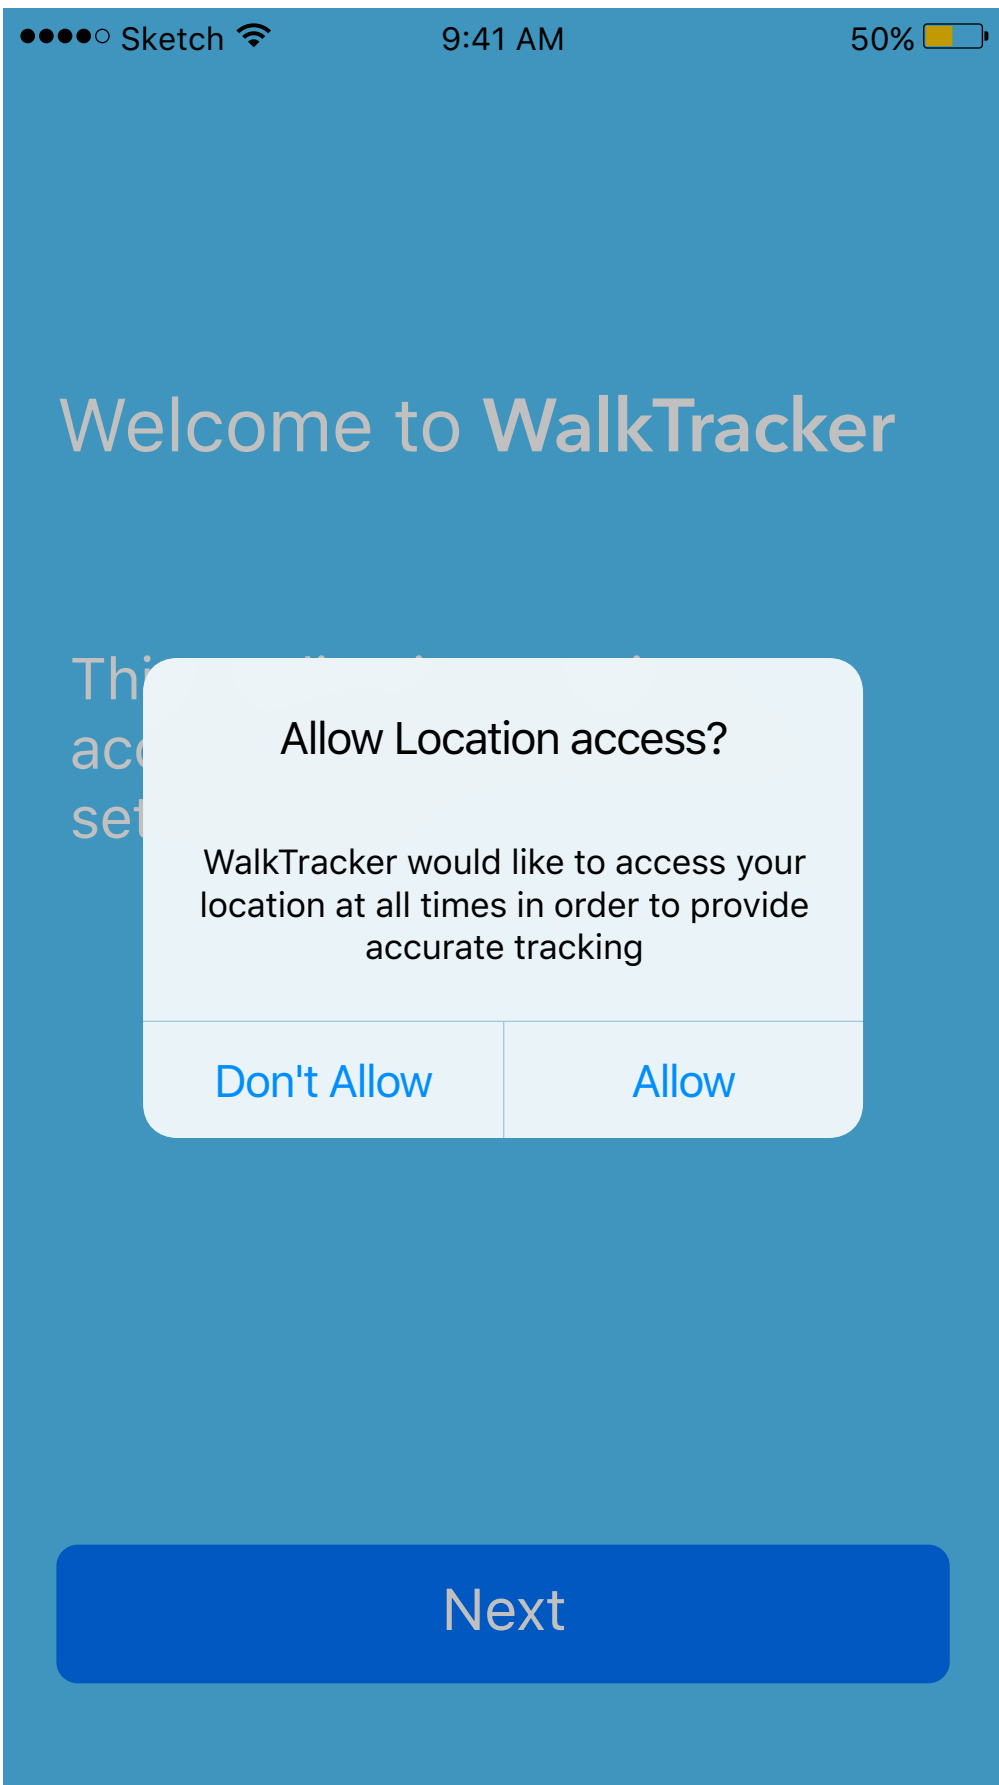 Sketch 9:41 AM 50%
Welcome to WalkTracker
Allow Location access?
WalkTracker would like to access your
location at all times in order to provide
accurate tracking
Don't Allow Allow
Next